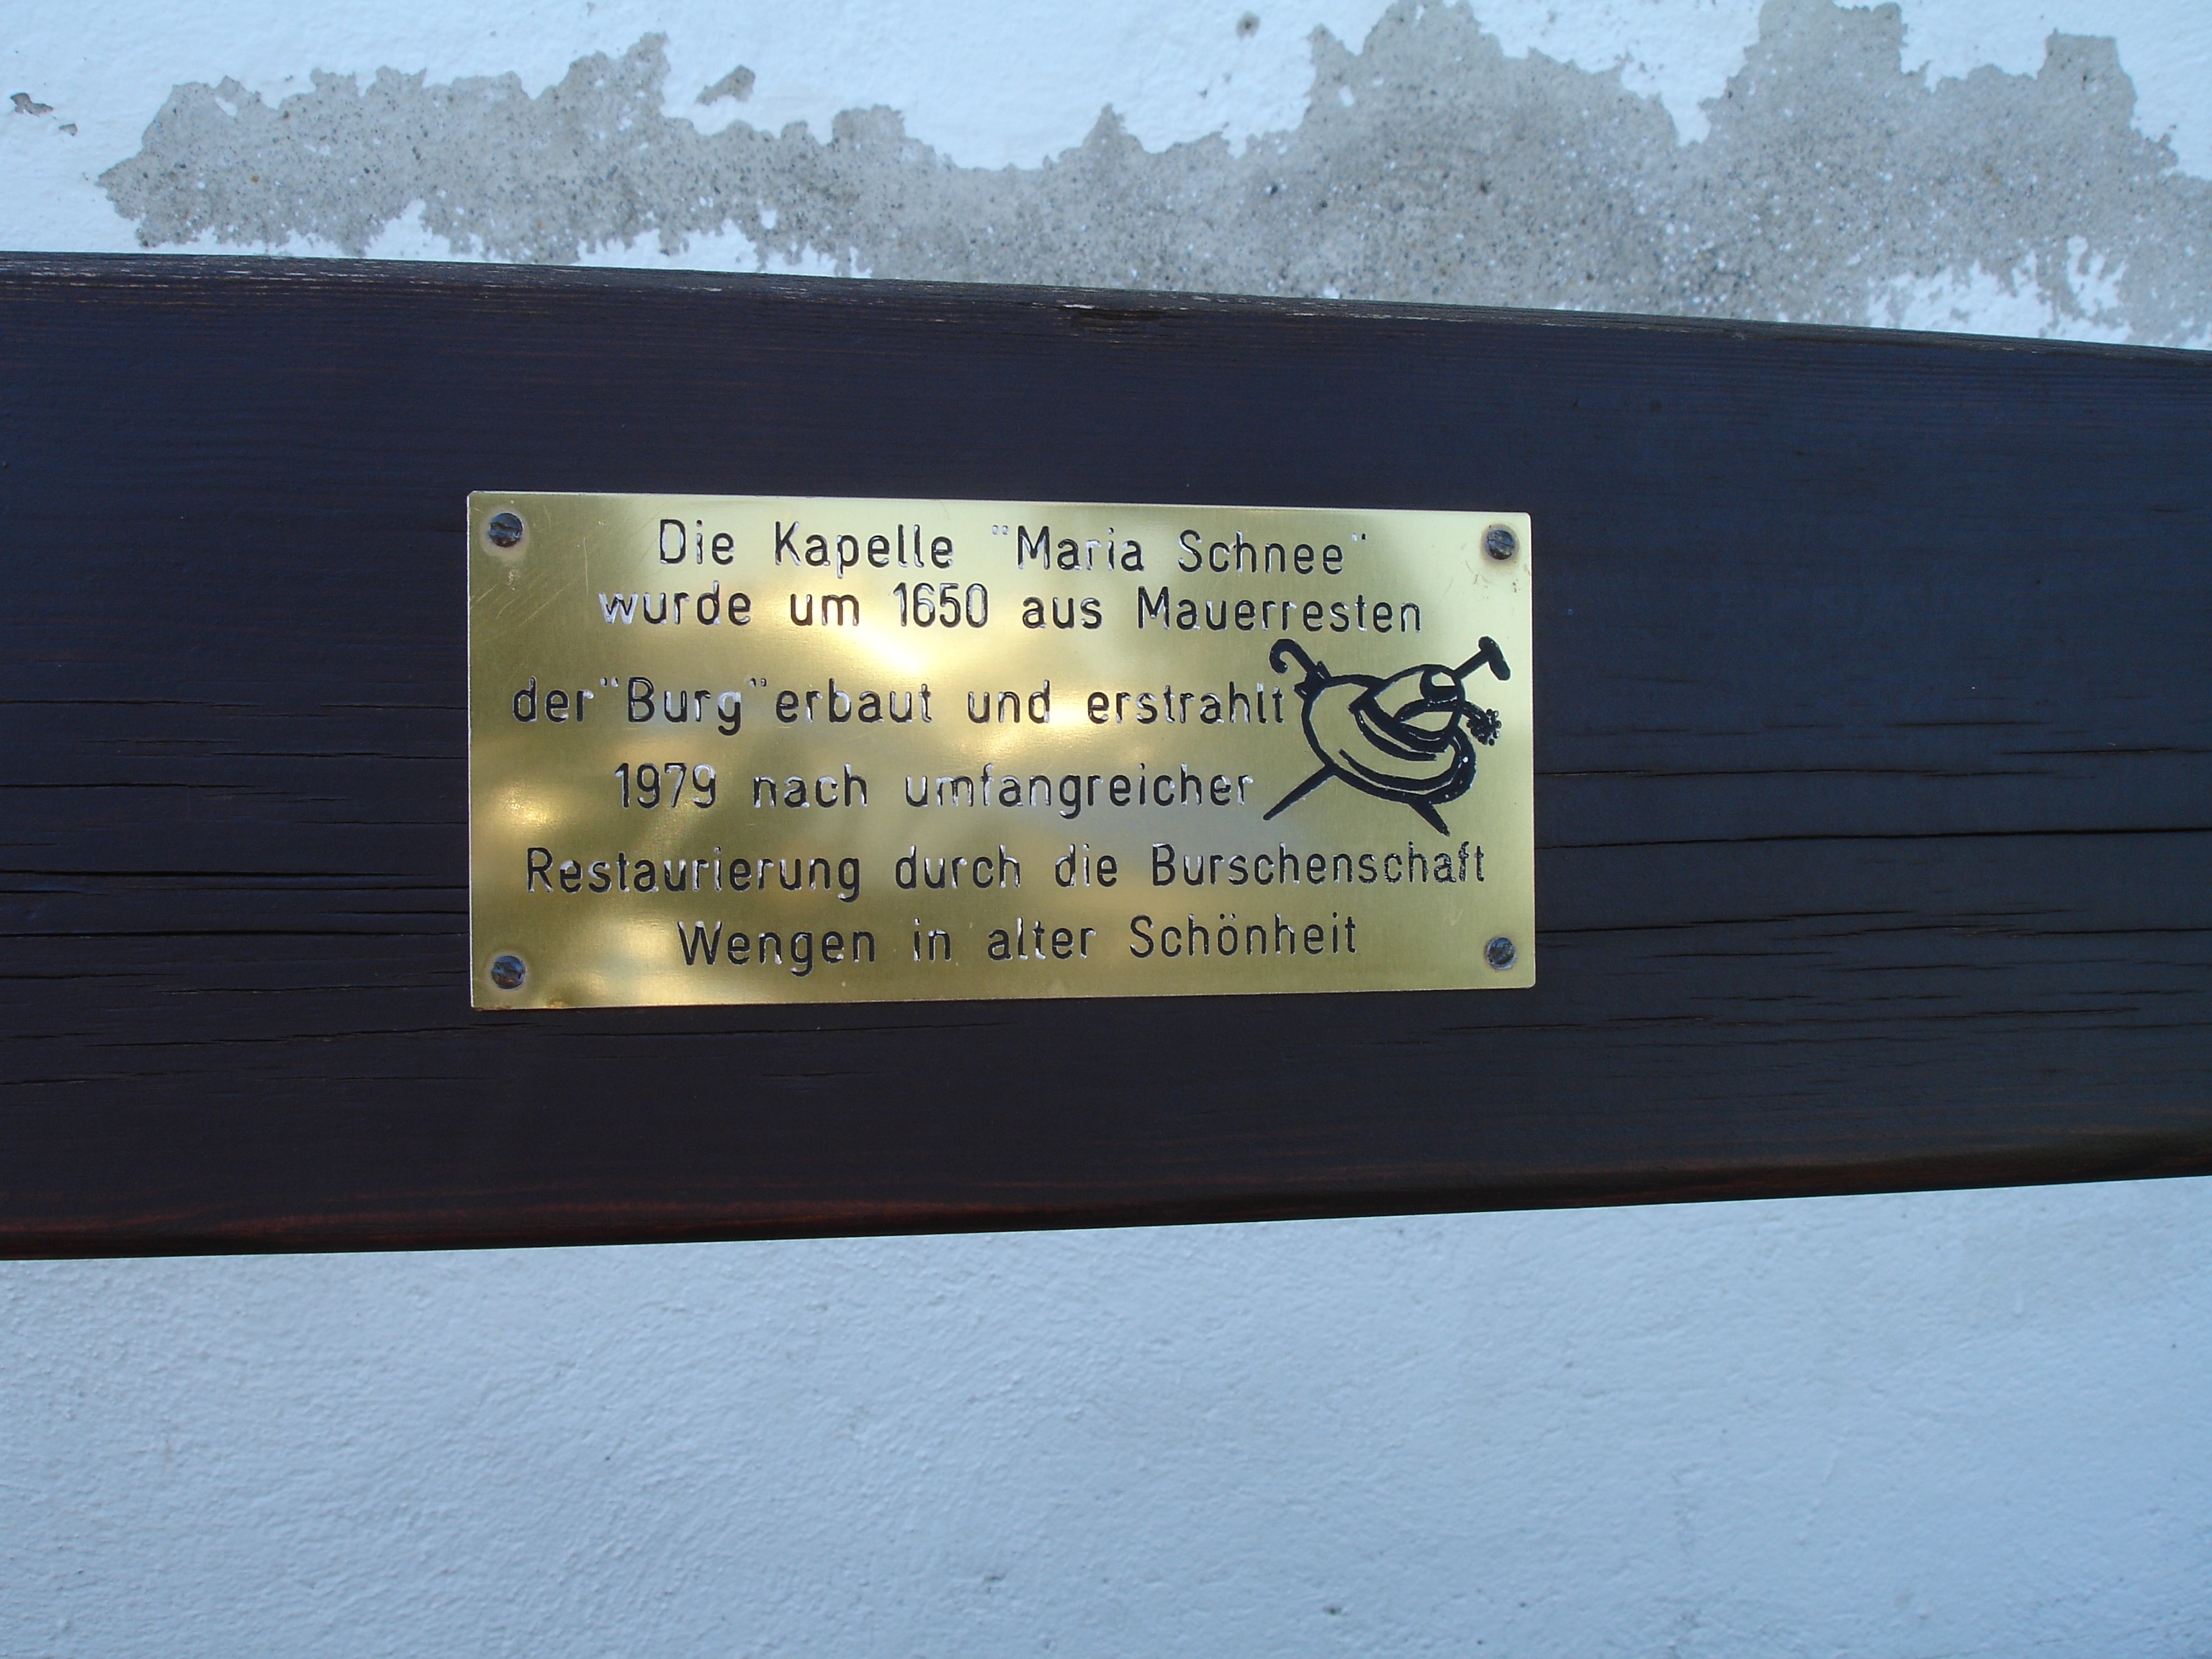 Die Kapelle "Maria Schnee"
wurde um 1650 aus Mauerresten
der "Burg" erbaut und erstrahlt
1979 nach umfangreicher
Restaurierung durch die Burschenschaft
Wengen in alter Schönheit